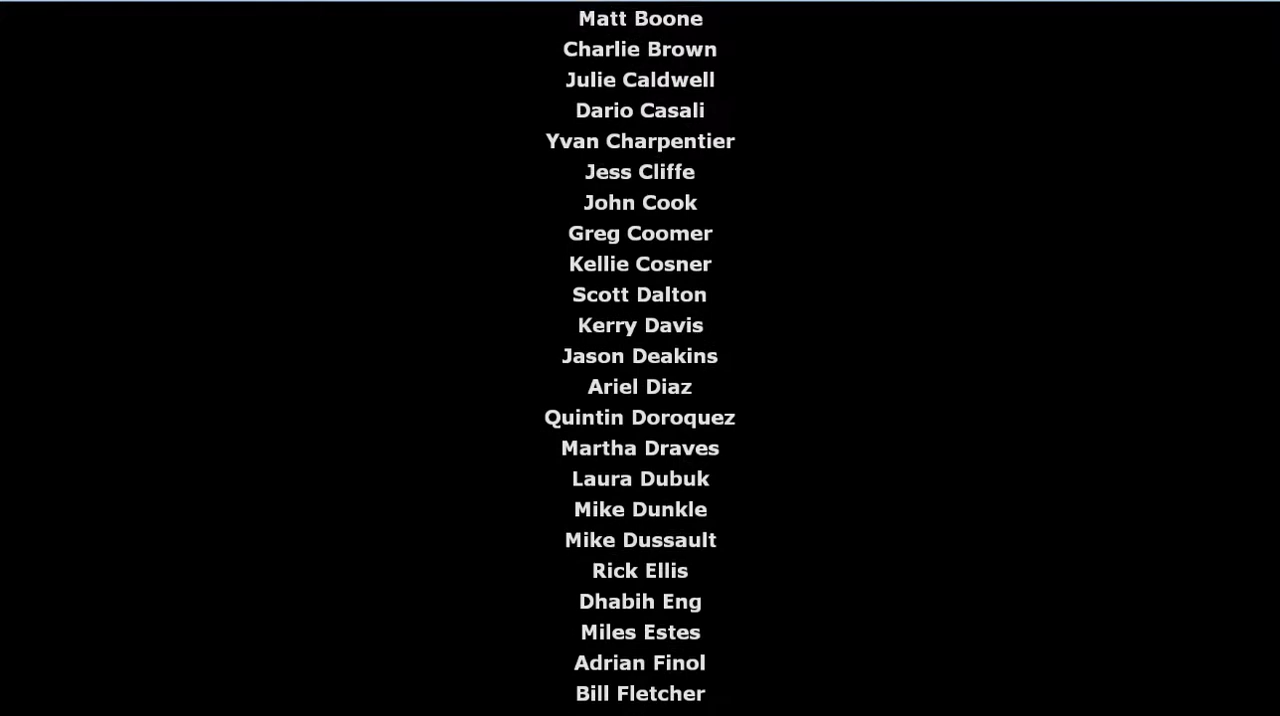 Matt Boone
Charlie Brown
Julie Caldwell
Dario Casali
Yvan Charpentier
Jess Cliffe
John Cook
Greg Coomer
Kellie Cosner
Scott Dalton
Kerry Davis
Jason Deakins
Ariel Diaz
Quintin Doroquez
Martha Draves
Laura Dubuk
Mike Dunkle
Mike Dussault
Rick Ellis
Dhabih Eng
Miles Estes
Adrian Finol
Bill Fletcher